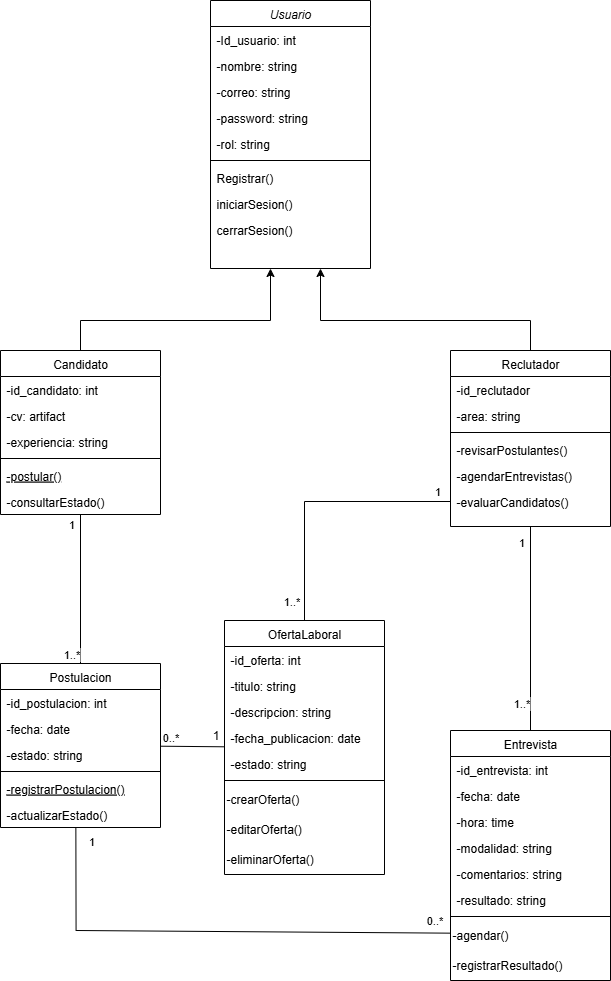 Usuario
-Id_usuario: int
-nombre: string
-correo: string
-password: string
-rol: string
Registrar()
iniciarSesion()
cerrarSesion()
Candidato
-id_candidato: int
-cv: artifact
-experiencia: string
-postular()
-consultarEstado()
1
1..*
Reclutador
-id_reclutador
-area: string
-revisarPostulantes()
-agendarEntrevistas()
-evaluarCandidatos()
1
1..*
1
1..*
OfertaLaboral
-id_oferta: int
-titulo: string
-descripcion: string
-fecha_publicacion: date
-estado: string
-crearOferta()
-editarOferta()
-eliminarOferta()
Postulacion
-id_postulacion: int
-fecha: date
-estado: string
-registrarPostulacion()
-actualizarEstado()
0..*
1
1
0..*
Entrevista
-id_entrevista: int
-fecha: date
-hora: time
-modalidad: string
-comentarios: string
-resultado: string
-agendar()
-registrarResultado()